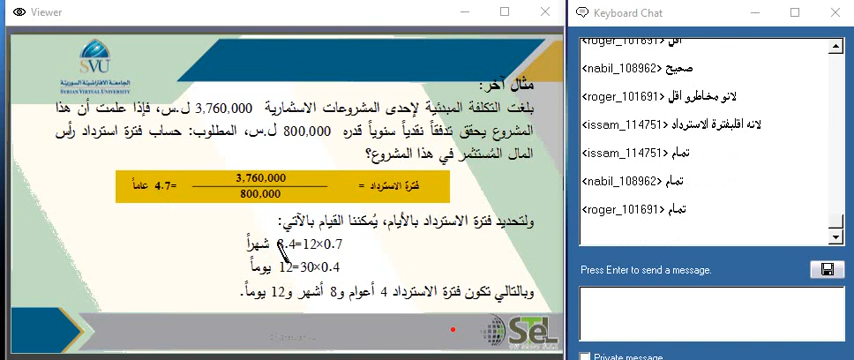 Viewer
SVU
الجامعة الافتراضية السورية
SYRIAN VIRTUAL UNIVERSITY
مثال آخر:
بلغت التكلفة المبدئية لإحدى المشروعات الاستثمارية 3,760,000 ل.س، فإذا علمت أن هذا
المشروع يحقق تدفقاً نقدياً سنوياً قدره 800,000 ل.س، المطلوب: حساب فترة استرداد رأس
المال المُستثمر في هذا المشروع؟
فترة الاسترداد = 3,760,000 / 800,000 =4.7 عاماً
ولتحديد فترة الاسترداد بالأيام، يُمكننا القيام بالآتي:
0.7×12=8.4 شهراً
0.4×30=12 يوماً
وبالتالي تكون فترة الاسترداد 4 أعوام و8 أشهر و12 يوماً.
STeL
Keyboard Chat
<roger_101691> اقل
<nabil_108962> صحيح
<roger_101691> لانو مخاطرو اقل
<issam_114751> لانه اقلبفترة الاسترداد
<issam_114751> تمام
<nabil_108962> تمام
<roger_101691> تمام
Press Enter to send a message.
Private message